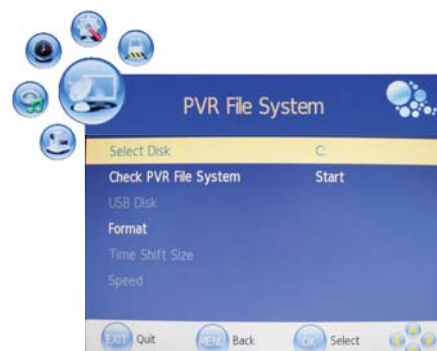 PVR File System
Select Disk C:
Check PVR File System Start
USB Disk
Format
Time Shift Size
Speed
EXIT Quit MENU Back OK Select